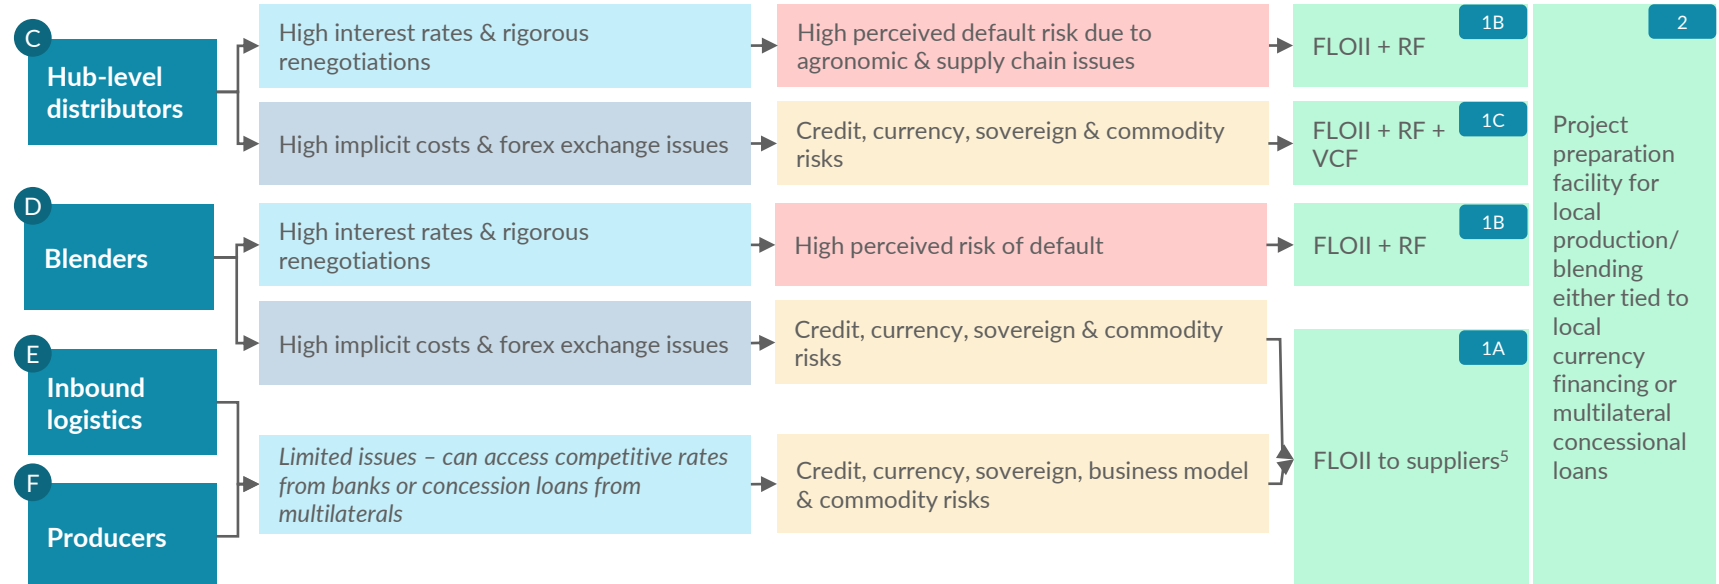 C
Hub-level
distributors
High interest rates & rigorous
renegotiations
High perceived default risk due to
agronomic & supply chain issues
1B
FLOII + RF
High implicit costs & forex exchange issues
Credit, currency, sovereign & commodity
risks
1C
FLOII + RF +
VCF
D
Blenders
High interest rates & rigorous
renegotiations
High perceived risk of default
1B
FLOII + RF
High implicit costs & forex exchange issues
Credit, currency, sovereign & commodity
risks
E
Inbound
logistics
F
Producers
Limited issues – can access competitive rates
from banks or concession loans from
multilaterals
Credit, currency, sovereign, business model
& commodity risks
1A
FLOII to suppliers⁵
2
Project
preparation
facility for
local
production/
blending
either tied to
local
currency
financing or
multilateral
concessional
loans